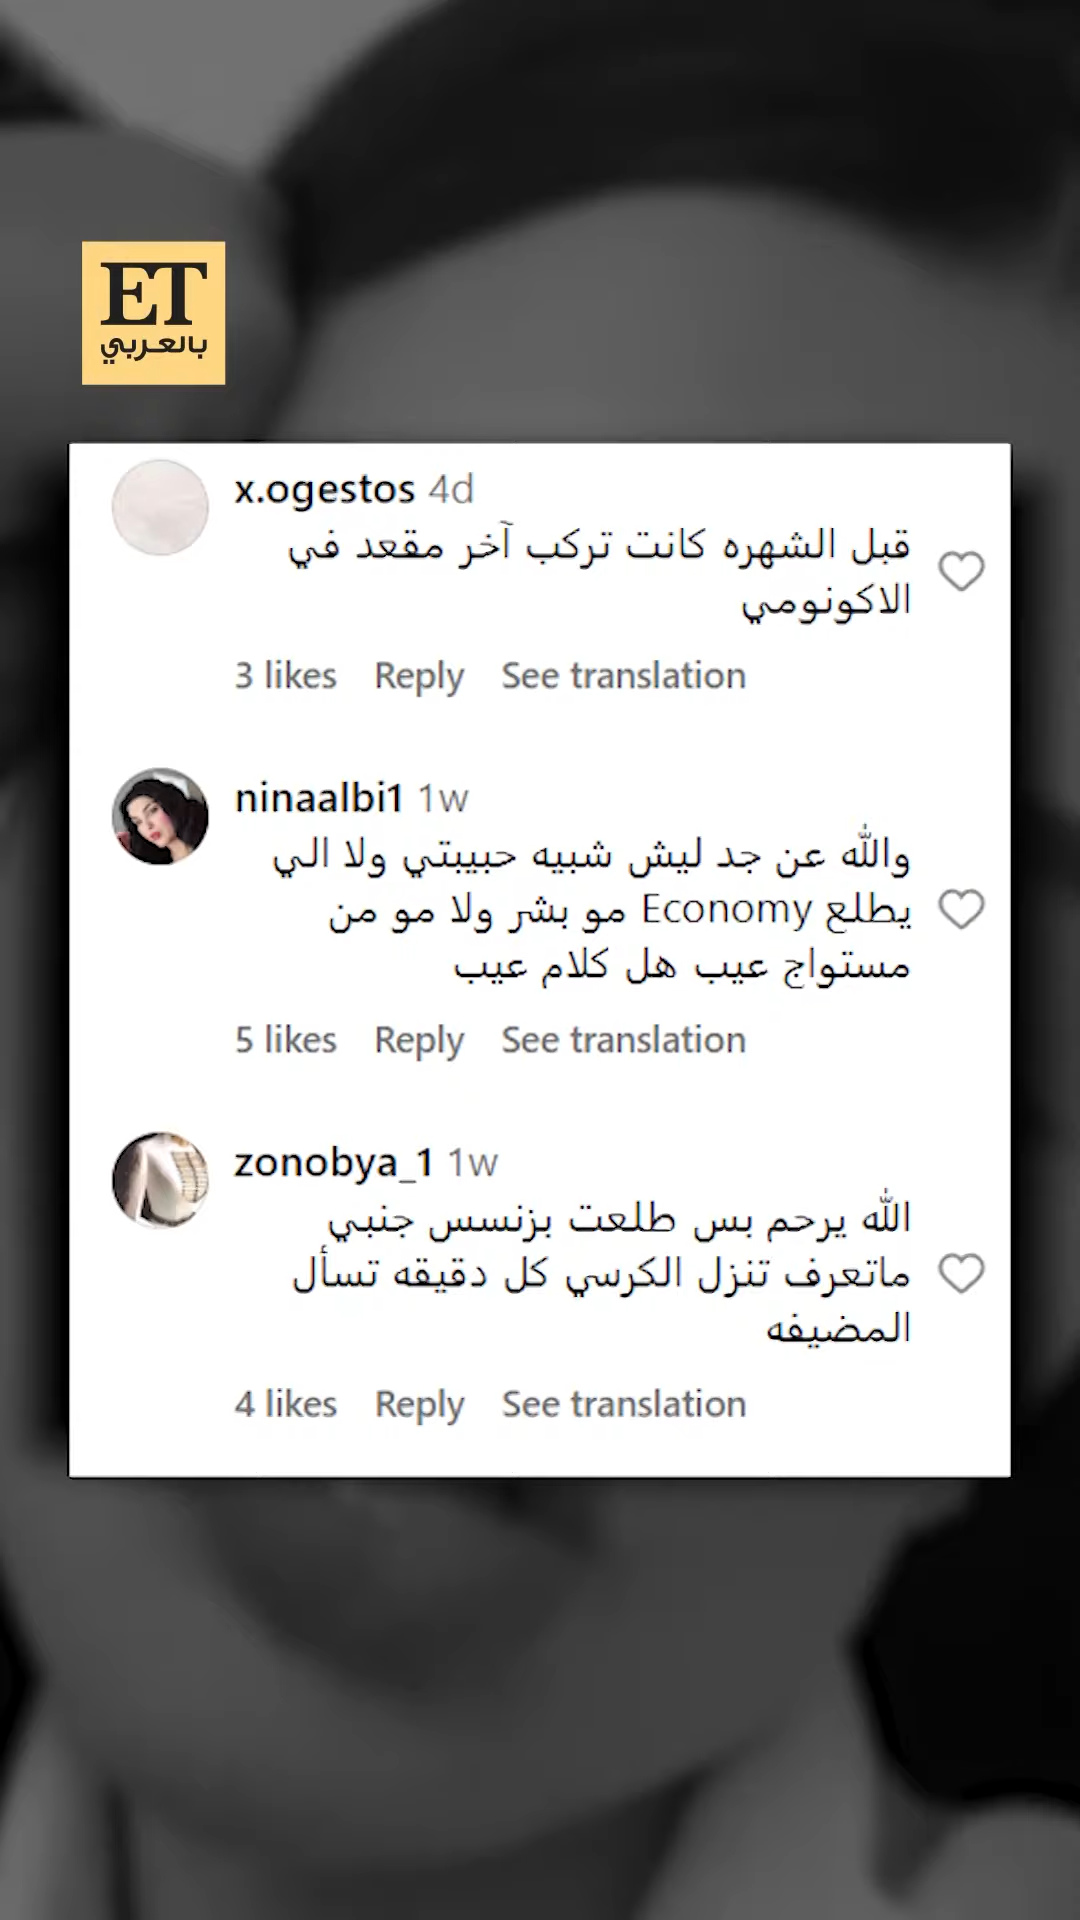 ET
بالعربي
x.ogestos 4d
قبل الشهره كانت تركب آخر مقعد في
الاكونومي
3 likes Reply See translation
ninaalbi1 1w
والله عن جد ليش شبيه حبيبتي ولا الي
يطلع Economy مو بشر ولا مو من
مستواج عيب هل كلام عيب
5 likes Reply See translation
zonobya_1 1w
الله يرحم بس طلعت بزنسس جنبي
ماتعرف تنزل الكرسي كل دقيقه تسأل
المضيفه
4 likes Reply See translation